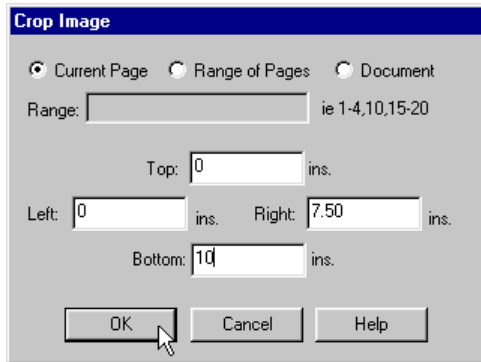 Crop Image
Current Page Range of Pages Document
Range: ie 1-4,10,15-20
Top: 0 ins.
Left: 0 ins. Right: 7.50 ins.
Bottom: 10 ins.
OK Cancel Help